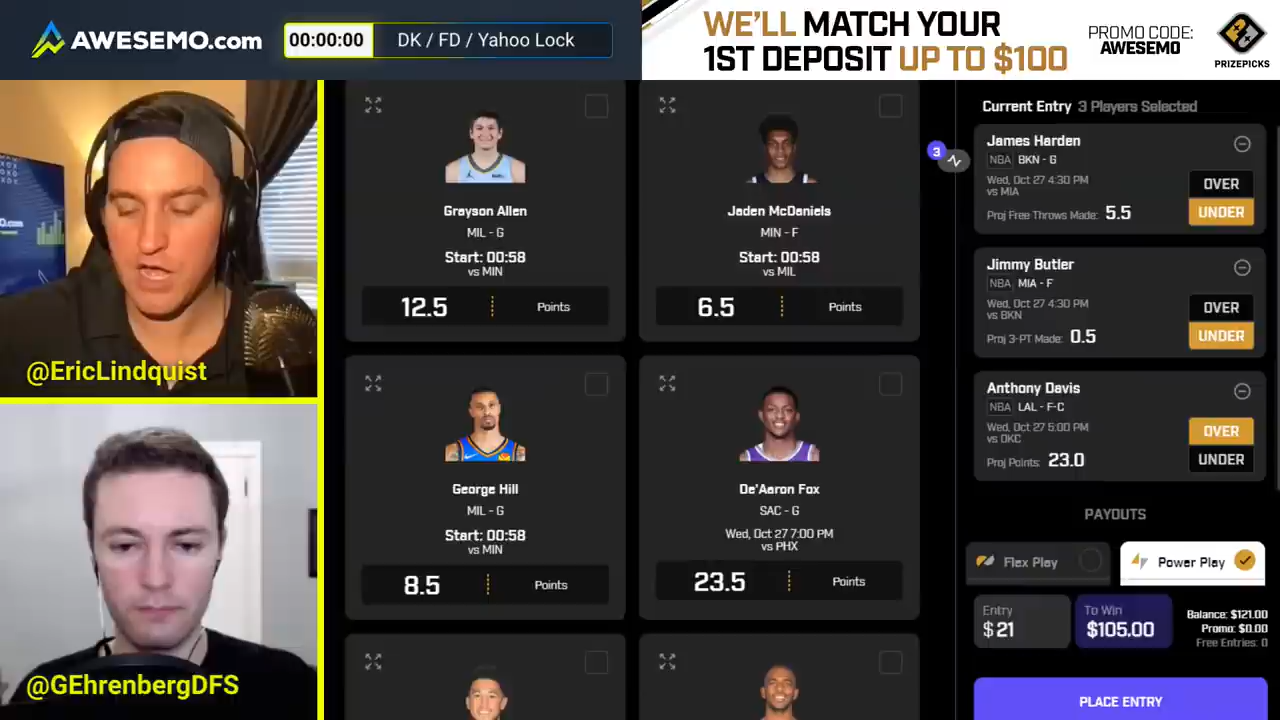 AWESEMO.com
00:00:00
DK / FD / Yahoo Lock
WE'LL MATCH YOUR
1ST DEPOSIT UP TO $100
PROMO CODE:
AWESEMO
PRIZEPICKS
@EricLindquist
@GEhrenbergDFS
Grayson Allen
MIL - G
Start: 00:58
vs MIN
12.5
Points
Jaden McDaniels
MIN - F
Start: 00:58
vs MIL
6.5
Points
George Hill
MIL - G
Start: 00:58
vs MIN
8.5
Points
De'Aaron Fox
SAC - G
Wed, Oct 27 7:00 PM
vs PHX
23.5
Points
3
Current Entry 3 Players Selected
James Harden
NBA BKN - G
Wed, Oct 27 4:30 PM
vs MIA
Proj Free Throws Made: 5.5
OVER
UNDER
Jimmy Butler
NBA MIA - F
Wed, Oct 27 4:30 PM
vs BKN
Proj 3-PT Made: 0.5
OVER
UNDER
Anthony Davis
NBA LAL - F-C
Wed, Oct 27 5:00 PM
vs OKC
Proj Points: 23.0
OVER
UNDER
PAYOUTS
Flex Play
Power Play
Entry
$ 21
To Win
$105.00
Balance: $121.00
Promo: $0.00
Free Entries: 0
PLACE ENTRY